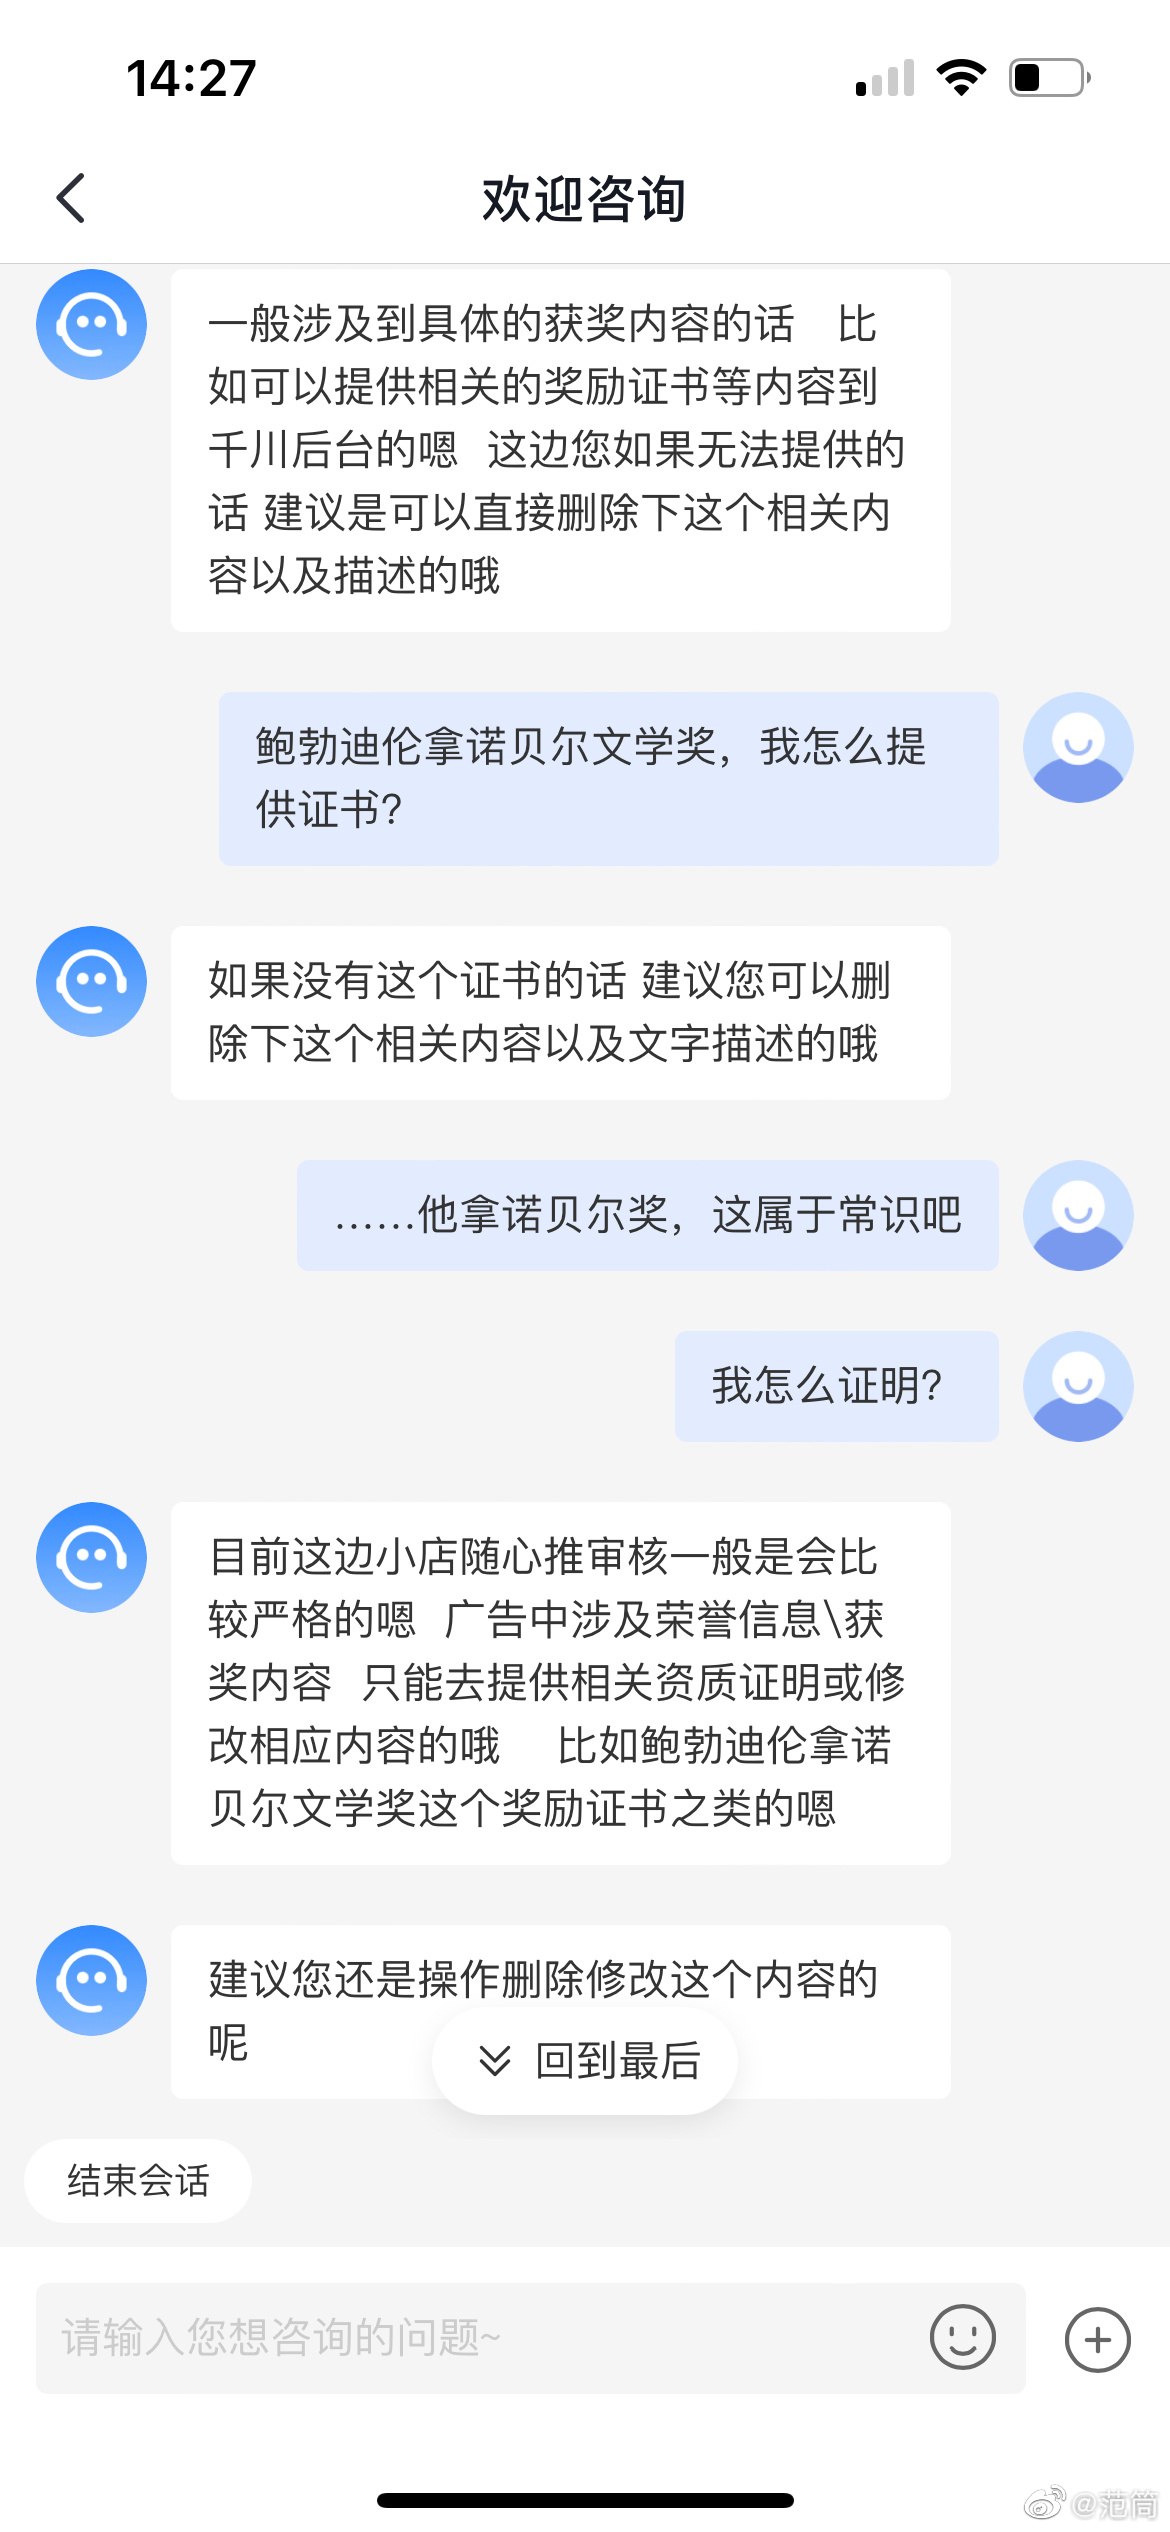 14:27
欢迎咨询
一般涉及到具体的获奖内容的话 比
如可以提供相关的奖励证书等内容到
千川后台的嗯 这边您如果无法提供的
话 建议是可以直接删除下这个相关内
容以及描述的哦
鲍勃迪伦拿诺贝尔文学奖，我怎么提
供证书?
如果没有这个证书的话 建议您可以删
除下这个相关内容以及文字描述的哦
……他拿诺贝尔奖，这属于常识吧
我怎么证明?
目前这边小店随心推审核一般是会比
较严格的嗯 广告中涉及荣誉信息\获
奖内容 只能去提供相关资质证明或修
改相应内容的哦 比如鲍勃迪伦拿诺
贝尔文学奖这个奖励证书之类的嗯
建议您还是操作删除修改这个内容的
呢
回到最后
结束会话
请输入您想咨询的问题~
@范筒